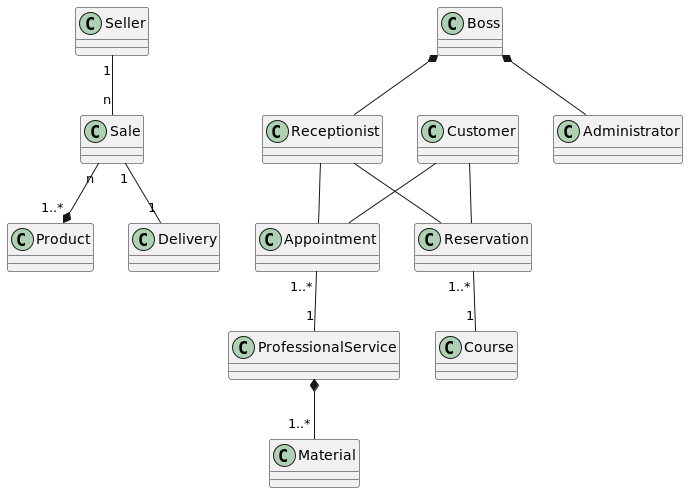 C Seller
C Boss
1
n
C Sale
C Receptionist
C Customer
C Administrator
n
1
1..*
1
C Product
C Delivery
C Appointment
C Reservation
1..*
1..*
1
1
C ProfessionalService
C Course
1..*
C Material